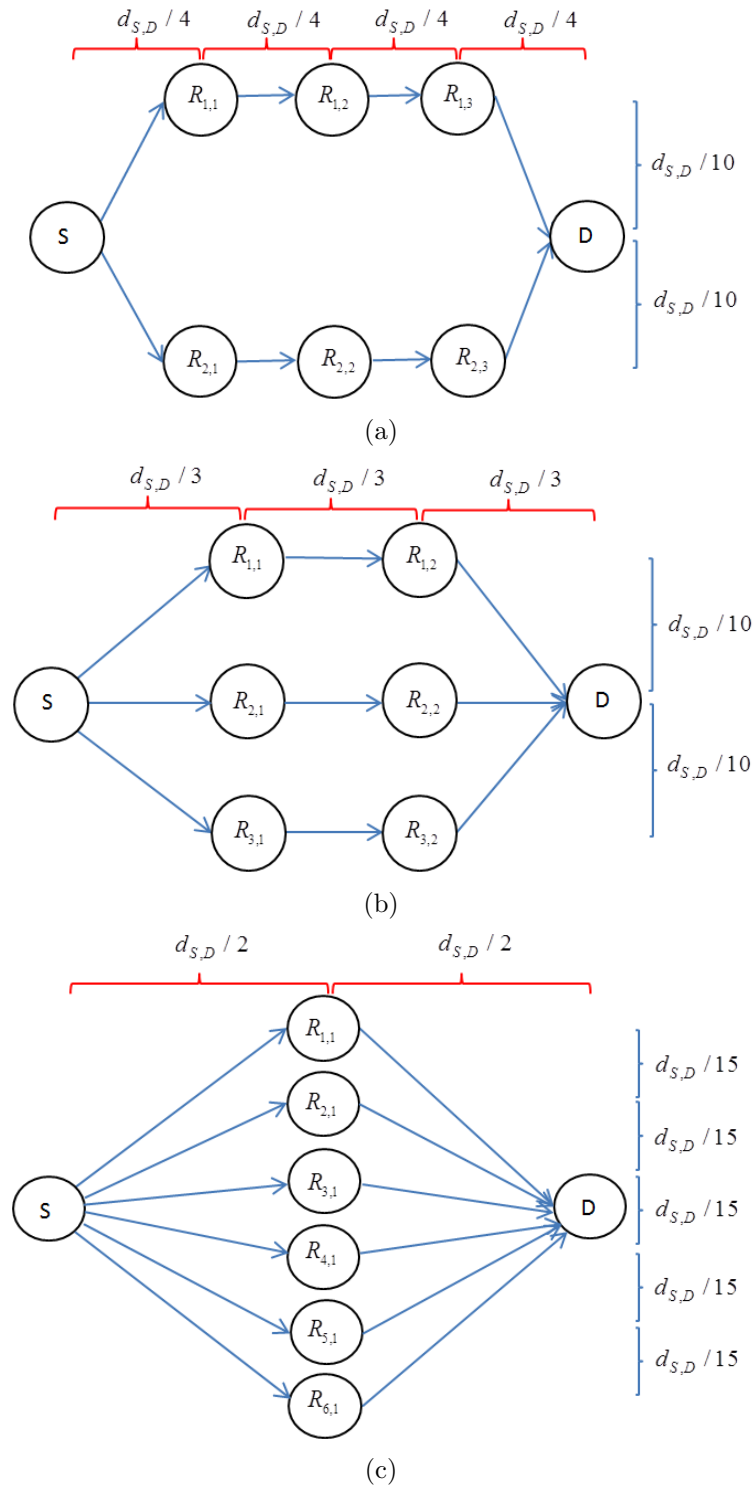 d_{S,D} / 4 d_{S,D} / 4 d_{S,D} / 4 d_{S,D} / 4
R_{1,1} R_{1,2} R_{1,3}
d_{S,D} / 10
S D
d_{S,D} / 10
R_{2,1} R_{2,2} R_{2,3}
(a)
d_{S,D} / 3 d_{S,D} / 3 d_{S,D} / 3
R_{1,1} R_{1,2}
d_{S,D} / 10
S R_{2,1} R_{2,2} D
d_{S,D} / 10
R_{3,1} R_{3,2}
(b)
d_{S,D} / 2 d_{S,D} / 2
R_{1,1}
d_{S,D} / 15
R_{2,1}
d_{S,D} / 15
R_{3,1}
S D
d_{S,D} / 15
R_{4,1}
d_{S,D} / 15
R_{5,1}
d_{S,D} / 15
R_{6,1}
(c)